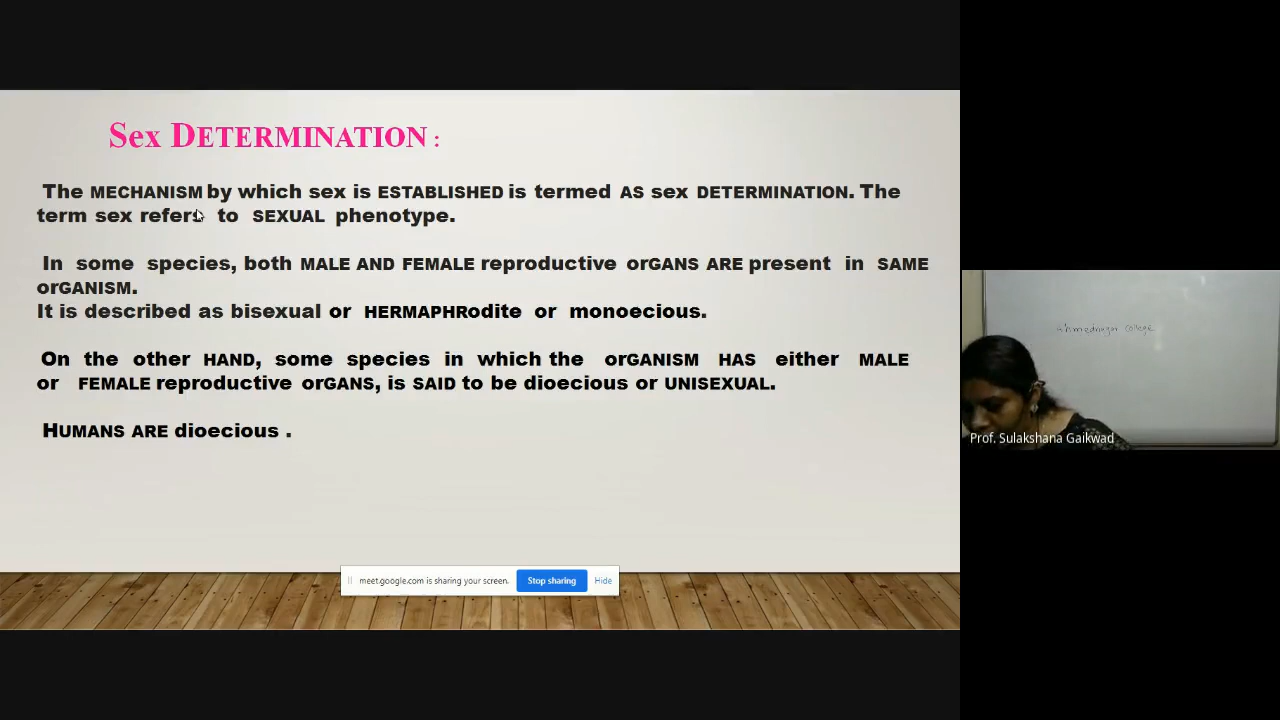 Sex DETERMINATION :
The MECHANISM by which sex is ESTABLISHED is termed AS sex DETERMINATION. The
term sex refers to SEXUAL phenotype.
In some species, both MALE AND FEMALE reproductive orGANS ARE present in SAME
orGANISM.
It is described as bisexual or HERMAPHRodite or monoecious.
On the other HAND, some species in which the orGANISM HAS either MALE
or FEMALE reproductive orGANS, is SAID to be dioecious or UNISEXUAL.
HUMANS ARE dioecious .
meet.google.com is sharing your screen. Stop sharing Hide
Ahmednagar College
Prof. Sulakshana Gaikwad